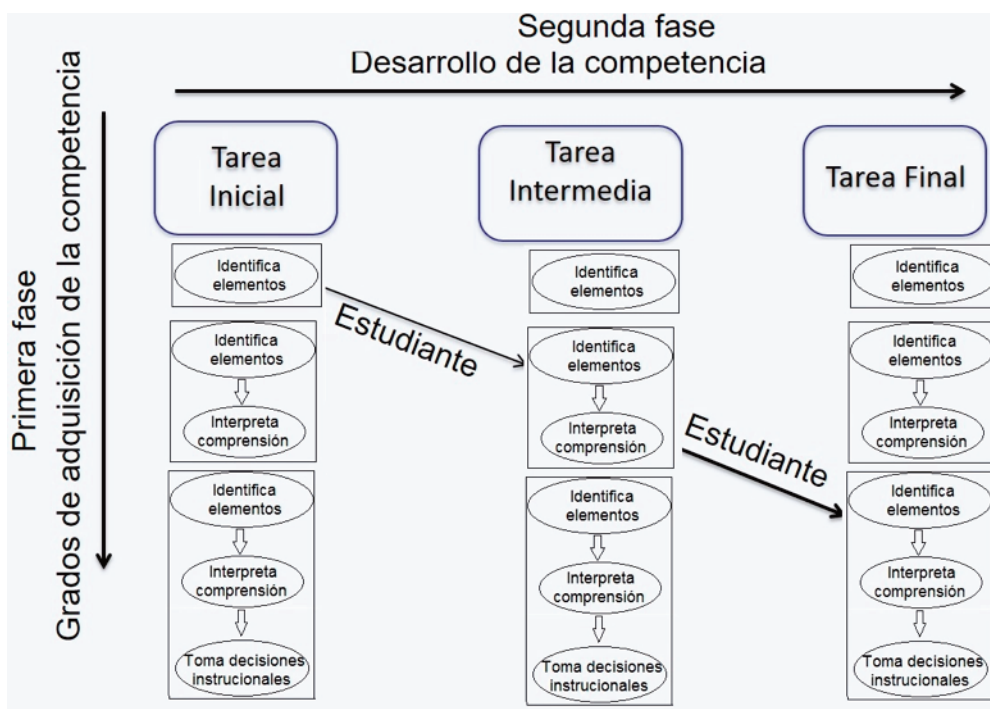 Segunda fase
Desarrollo de la competencia
Primera fase
Grados de adquisición de la competencia
Tarea
Inicial
Identifica
elementos
Identifica
elementos
Interpreta
comprensión
Identifica
elementos
Interpreta
comprensión
Toma decisiones
instrucionales
Estudiante
Tarea
Intermedia
Identifica
elementos
Identifica
elementos
Interpreta
comprensión
Identifica
elementos
Interpreta
comprensión
Toma decisiones
instrucionales
Estudiante
Tarea Final
Identifica
elementos
Identifica
elementos
Interpreta
comprensión
Identifica
elementos
Interpreta
comprensión
Toma decisiones
instrucionales